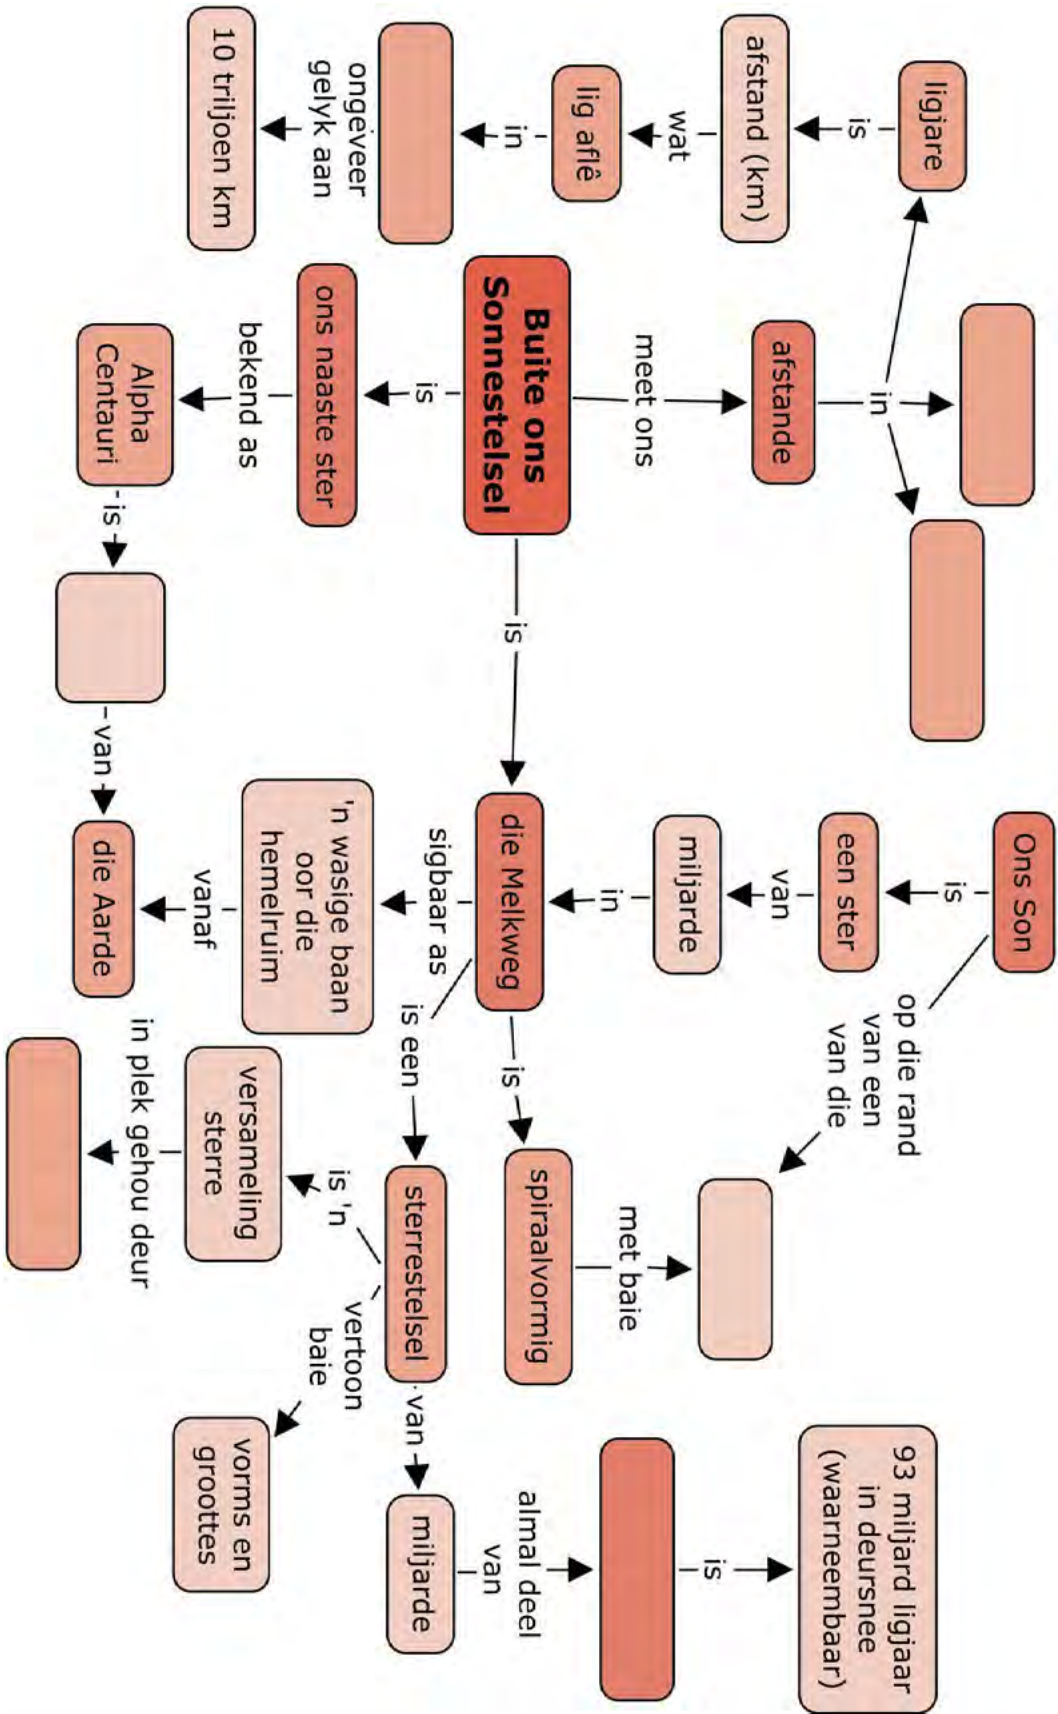 Ons Son
is
een ster
van
miljarde
in
die Melkweg
op die rand
van een
van die
93 miljard ligjaar
in deursnee
(waarneembaar)
is
almal deel
van
miljarde
van
met baie
spiraalvormig
is
is een
sterrestelsel
is 'n
vertoon
baie
versameling
sterre
vorms en
groottes
in plek gehou deur
sigbaar as
'n wasige baan
oor die
hemelruim
vanaf
die Aarde
ligjare
is
afstand (km)
wat
lig aflê
in
ongeveer
gelyk aan
10 triljoen km
in
afstande
meet ons
Buite ons
Sonnestelsel
is
is
ons naaste ster
bekend as
Alpha
Centauri
is
van